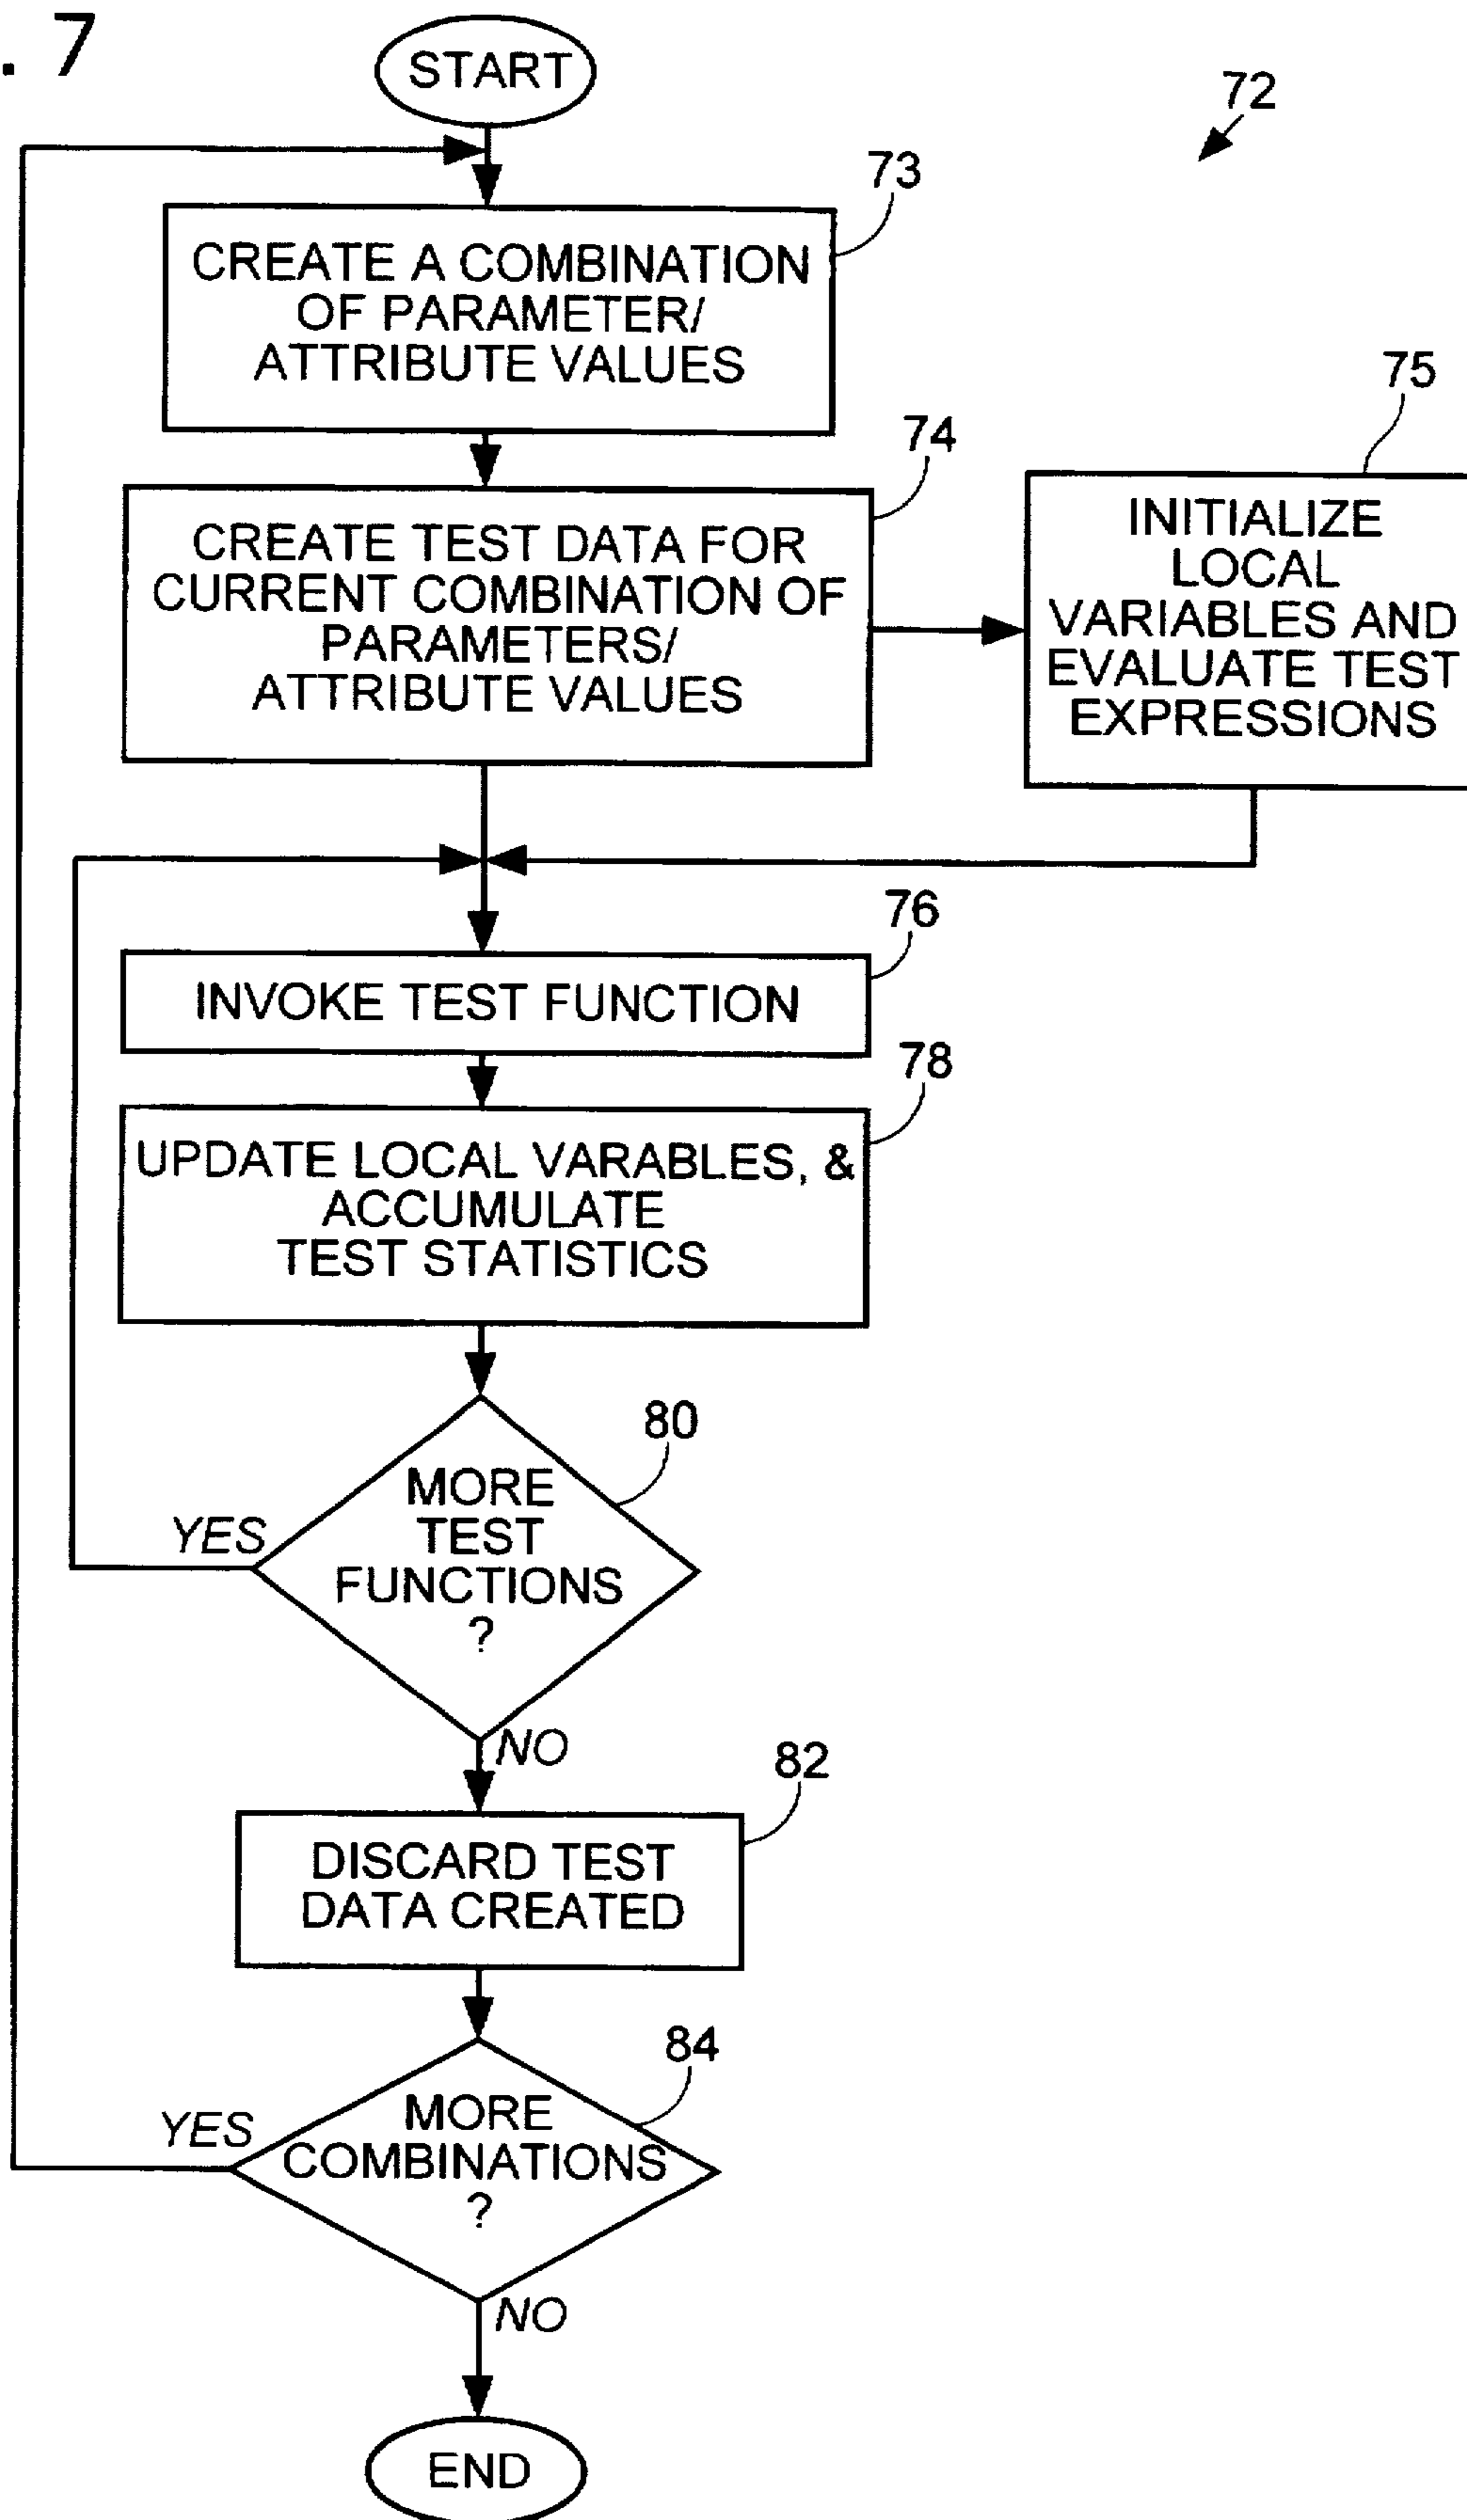 . 7
START
72
73
CREATE A COMBINATION
OF PARAMETER/
ATTRIBUTE VALUES
74
CREATE TEST DATA FOR
CURRENT COMBINATION OF
PARAMETERS/
ATTRIBUTE VALUES
75
INITIALIZE
LOCAL
VARIABLES AND
EVALUATE TEST
EXPRESSIONS
76
INVOKE TEST FUNCTION
78
UPDATE LOCAL VARABLES, &
ACCUMULATE
TEST STATISTICS
80
MORE
TEST
FUNCTIONS
?
YES
NO
82
DISCARD TEST
DATA CREATED
84
MORE
COMBINATIONS
?
YES
NO
END